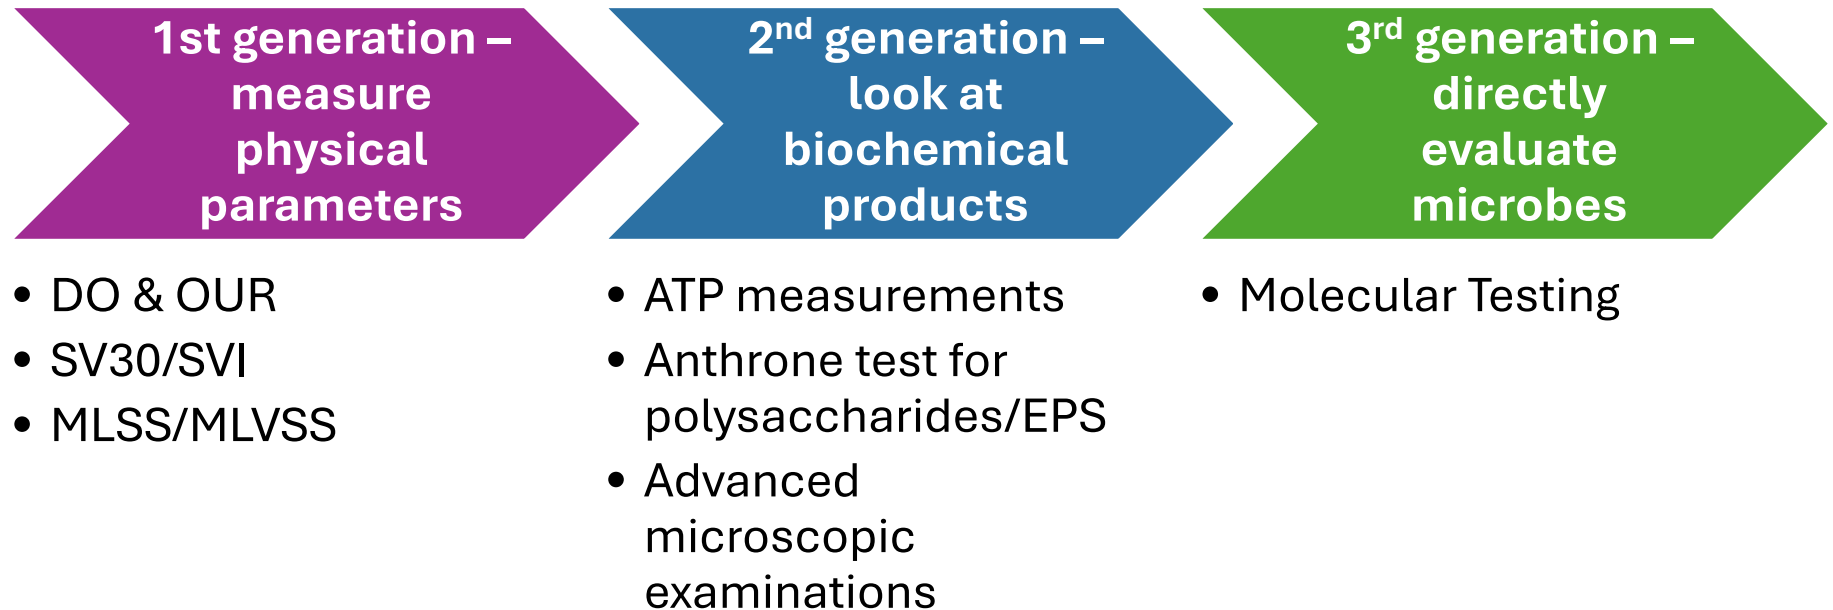 1st generation –
measure
physical
parameters
• DO & OUR
• SV30/SVI
• MLSS/MLVSS
2nd generation –
look at
biochemical
products
• ATP measurements
• Anthrone test for
polysaccharides/EPS
• Advanced
microscopic
examinations
3rd generation –
directly
evaluate
microbes
• Molecular Testing